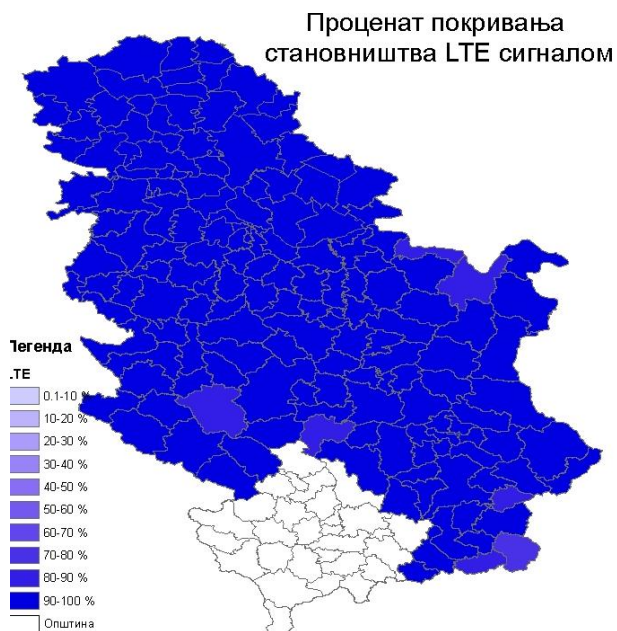 Проценат покривања
становништва LTE сигналом
Легенда
LTE
0.1-10 %
10-20 %
20-30 %
30-40 %
40-50 %
50-60 %
60-70 %
70-80 %
80-90 %
90-100 %
Општина